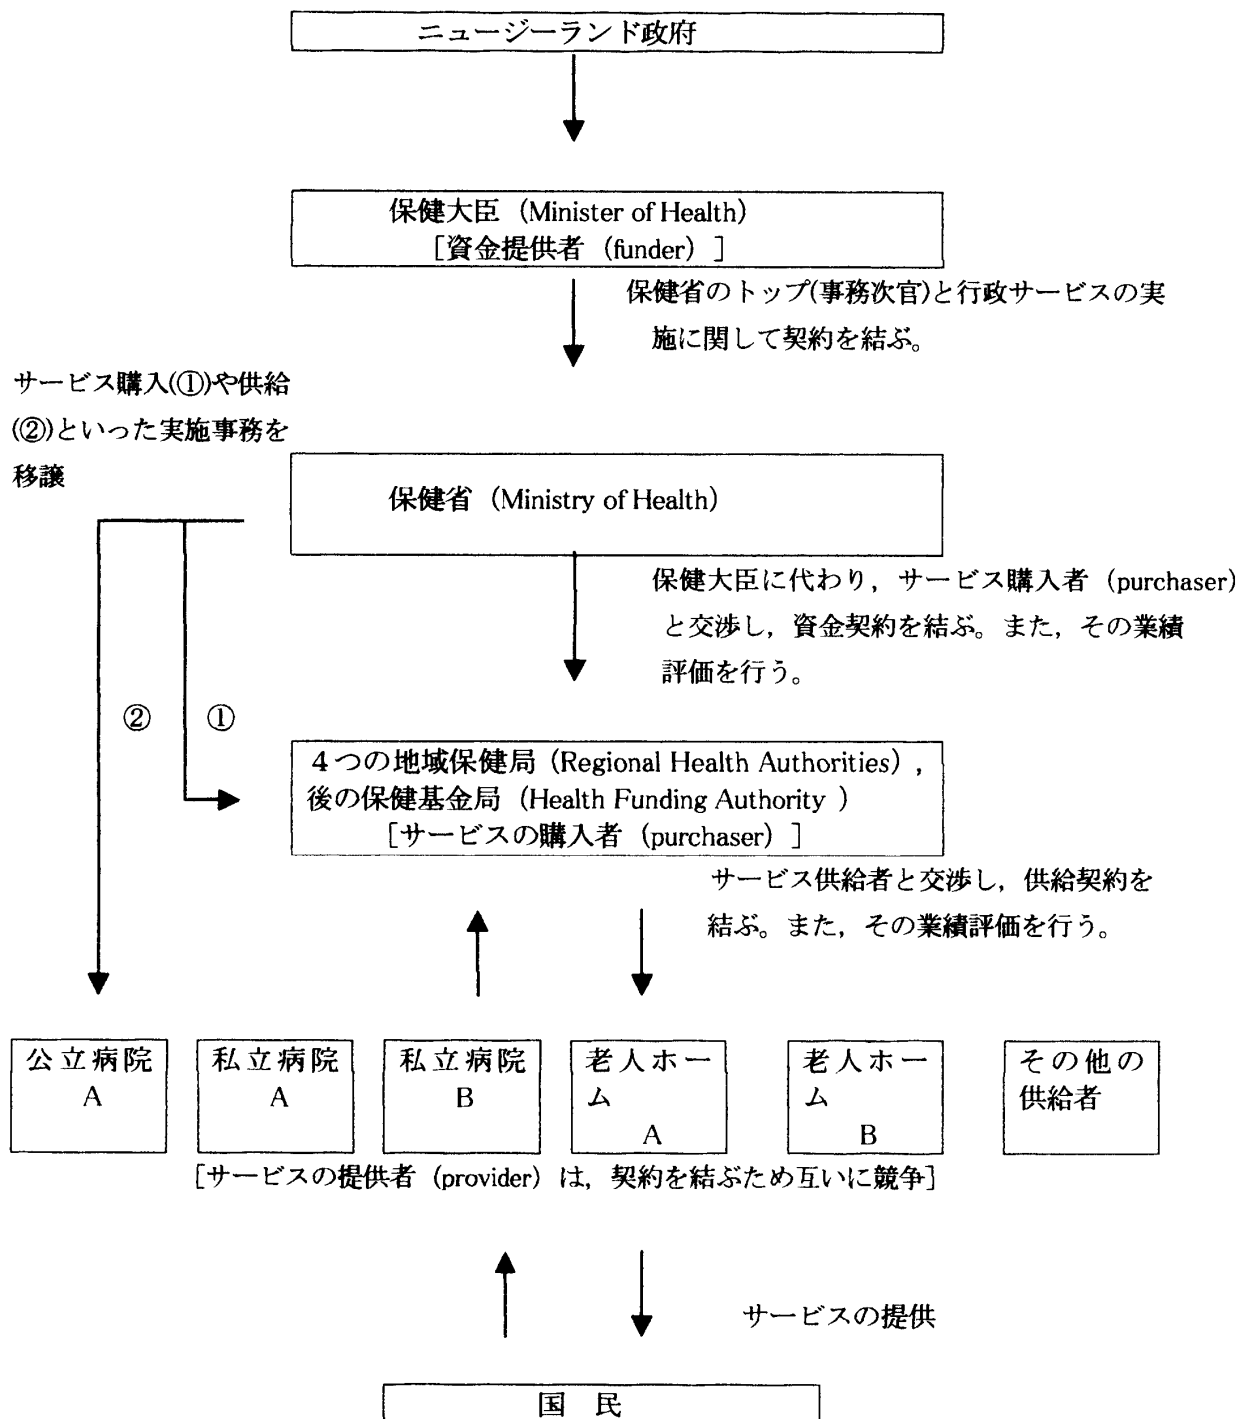 ニュージーランド政府
保健大臣（Minister of Health）
［資金提供者（funder）］
保健省のトップ(事務次官)と行政サービスの実
施に関して契約を結ぶ。
サービス購入(①)や供給
(②)といった実施事務を
移譲
保健省（Ministry of Health）
保健大臣に代わり，サービス購入者（purchaser）
と交渉し，資金契約を結ぶ。また，その業績
評価を行う。
②
①
４つの地域保健局（Regional Health Authorities），
後の保健基金局（Health Funding Authority）
［サービスの購入者（purchaser）］
サービス供給者と交渉し，供給契約を
結ぶ。また，その業績評価を行う。
公立病院
A
私立病院
A
私立病院
B
老人ホー
ム
A
老人ホー
ム
B
その他の
供給者
［サービスの提供者（provider）は，契約を結ぶため互いに競争］
サービスの提供
国　民